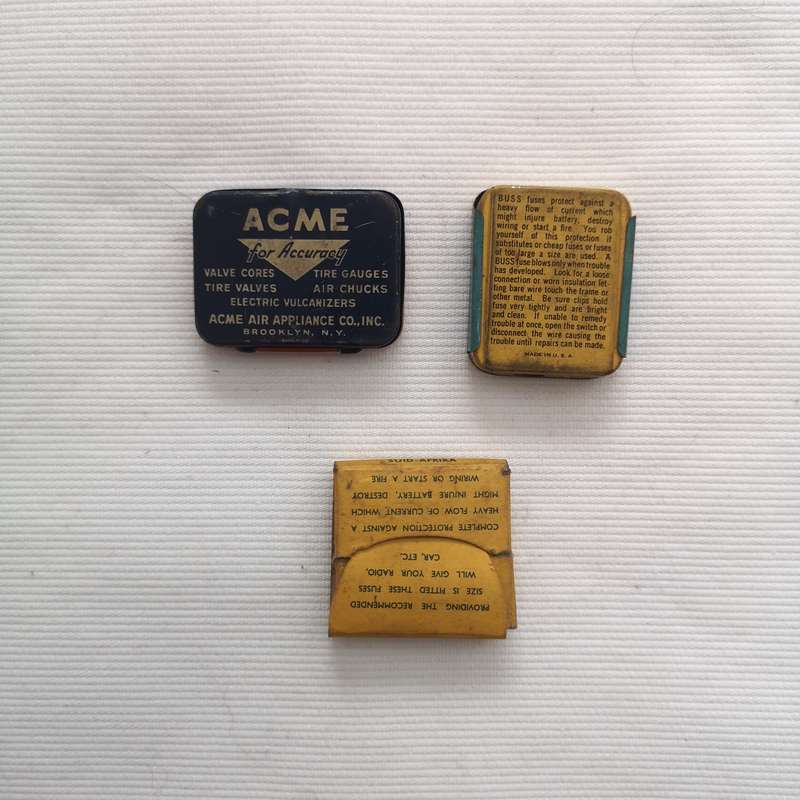 ACME
for Accuracy
VALVE CORES TIRE GAUGES
TIRE VALVES AIR CHUCKS
ELECTRIC VULCANIZERS
ACME AIR APPLIANCE CO., INC.
BROOKLYN, N.Y.
BUSS fuses protect against a
heavy flow of current which
might injure battery, destroy
wiring or start a fire. You rob
yourself of this protection if
substitutes or cheap fuses or fuses
of too large a size are used. A
BUSS fuse blows only when trouble
has developed. Look for a loose
connection or worn insulation let-
ting bare wire touch the frame or
other metal. Be sure clips hold
fuse very tightly and are bright
and clean. If unable to remedy
trouble at once, open the switch or
disconnect the wire causing the
trouble until repairs can be made.
MADE IN U.S.A.
PROVIDING THE RECOMMENDED
SIZE IS FITTED THESE FUSES
WILL GIVE YOUR RADIO,
CAR, ETC.
COMPLETE PROTECTION AGAINST A
HEAVY FLOW OF CURRENT, WHICH
MIGHT INJURE BATTERY, DESTROY
WIRING OR START A FIRE
SUID-AFRIKA